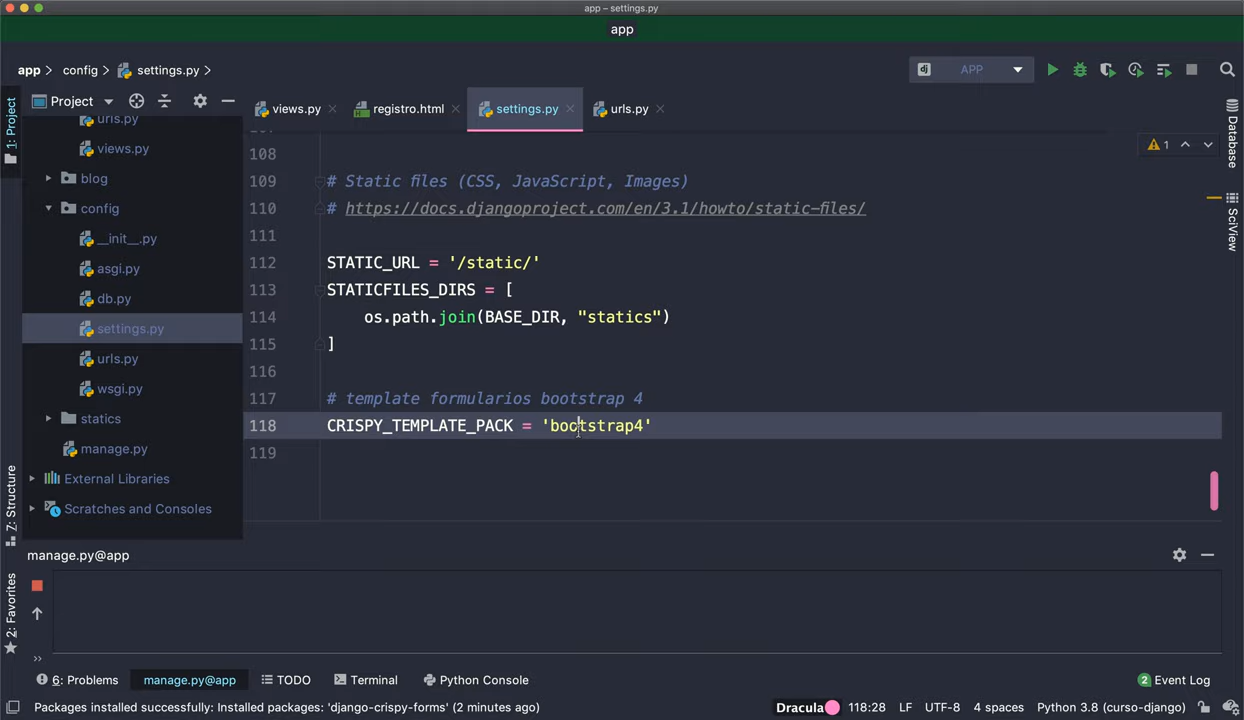 app – settings.py
app
app
config
settings.py
APP
1: Project
Project
views.py
registro.html
settings.py
urls.py
Database
SciView
urls.py
views.py
blog
config
__init__.py
asgi.py
db.py
settings.py
urls.py
wsgi.py
statics
manage.py
External Libraries
Scratches and Consoles
1
108
109 # Static files (CSS, JavaScript, Images)
110 # https://docs.djangoproject.com/en/3.1/howto/static-files/
111
112 STATIC_URL = '/static/'
113 STATICFILES_DIRS = [
114 os.path.join(BASE_DIR, "statics")
115 ]
116
117 # template formularios bootstrap 4
118 CRISPY_TEMPLATE_PACK = 'bootstrap4'
119
Z: Structure
2: Favorites
manage.py@app
6: Problems
manage.py@app
TODO
Terminal
Python Console
2 Event Log
Packages installed successfully: Installed packages: 'django-crispy-forms' (2 minutes ago)
Dracula
118:28
LF
UTF-8
4 spaces
Python 3.8 (curso-django)